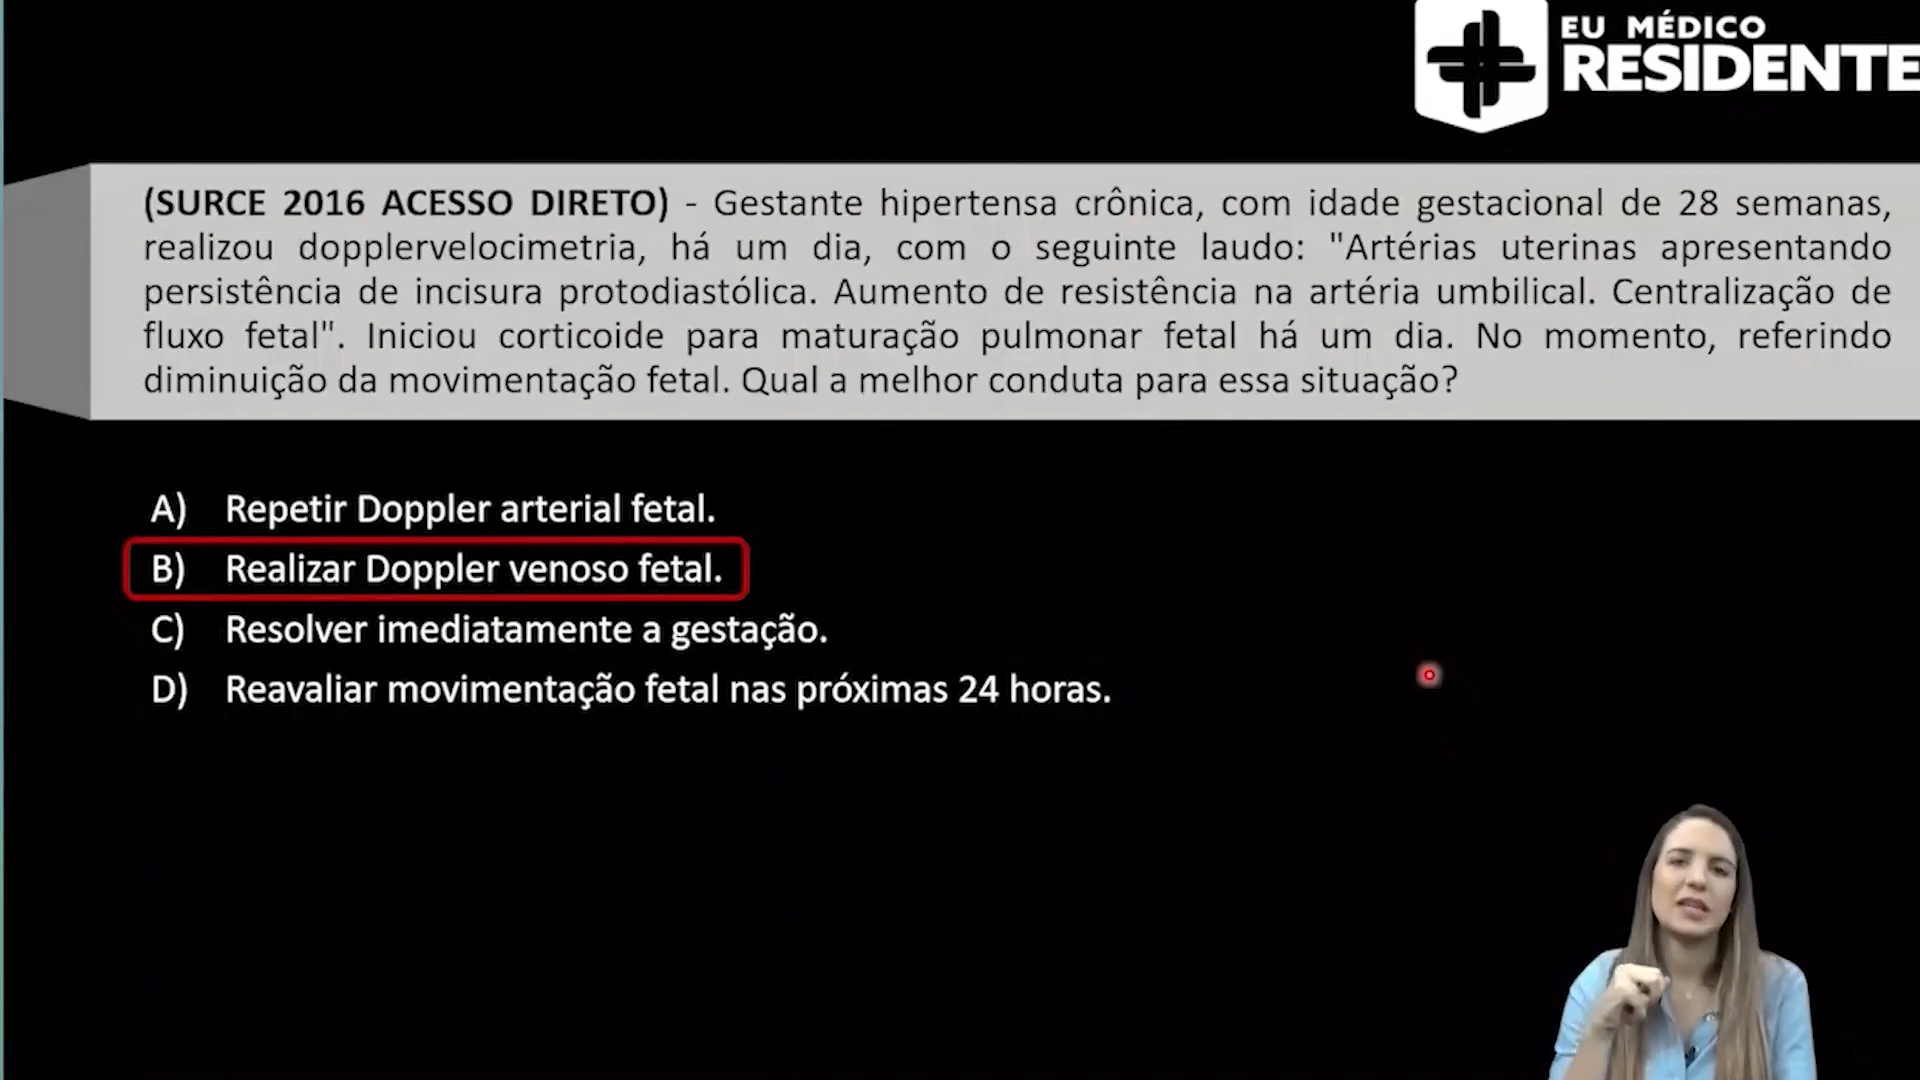 EU MÉDICO
RESIDENTE
(SURCE 2016 ACESSO DIRETO) - Gestante hipertensa crônica, com idade gestacional de 28 semanas,
realizou dopplervelocimetria, há um dia, com o seguinte laudo: "Artérias uterinas apresentando
persistência de incisura protodiastólica. Aumento de resistência na artéria umbilical. Centralização de
fluxo fetal". Iniciou corticoide para maturação pulmonar fetal há um dia. No momento, referindo
diminuição da movimentação fetal. Qual a melhor conduta para essa situação?
A) Repetir Doppler arterial fetal.
B) Realizar Doppler venoso fetal.
C) Resolver imediatamente a gestação.
D) Reavaliar movimentação fetal nas próximas 24 horas.